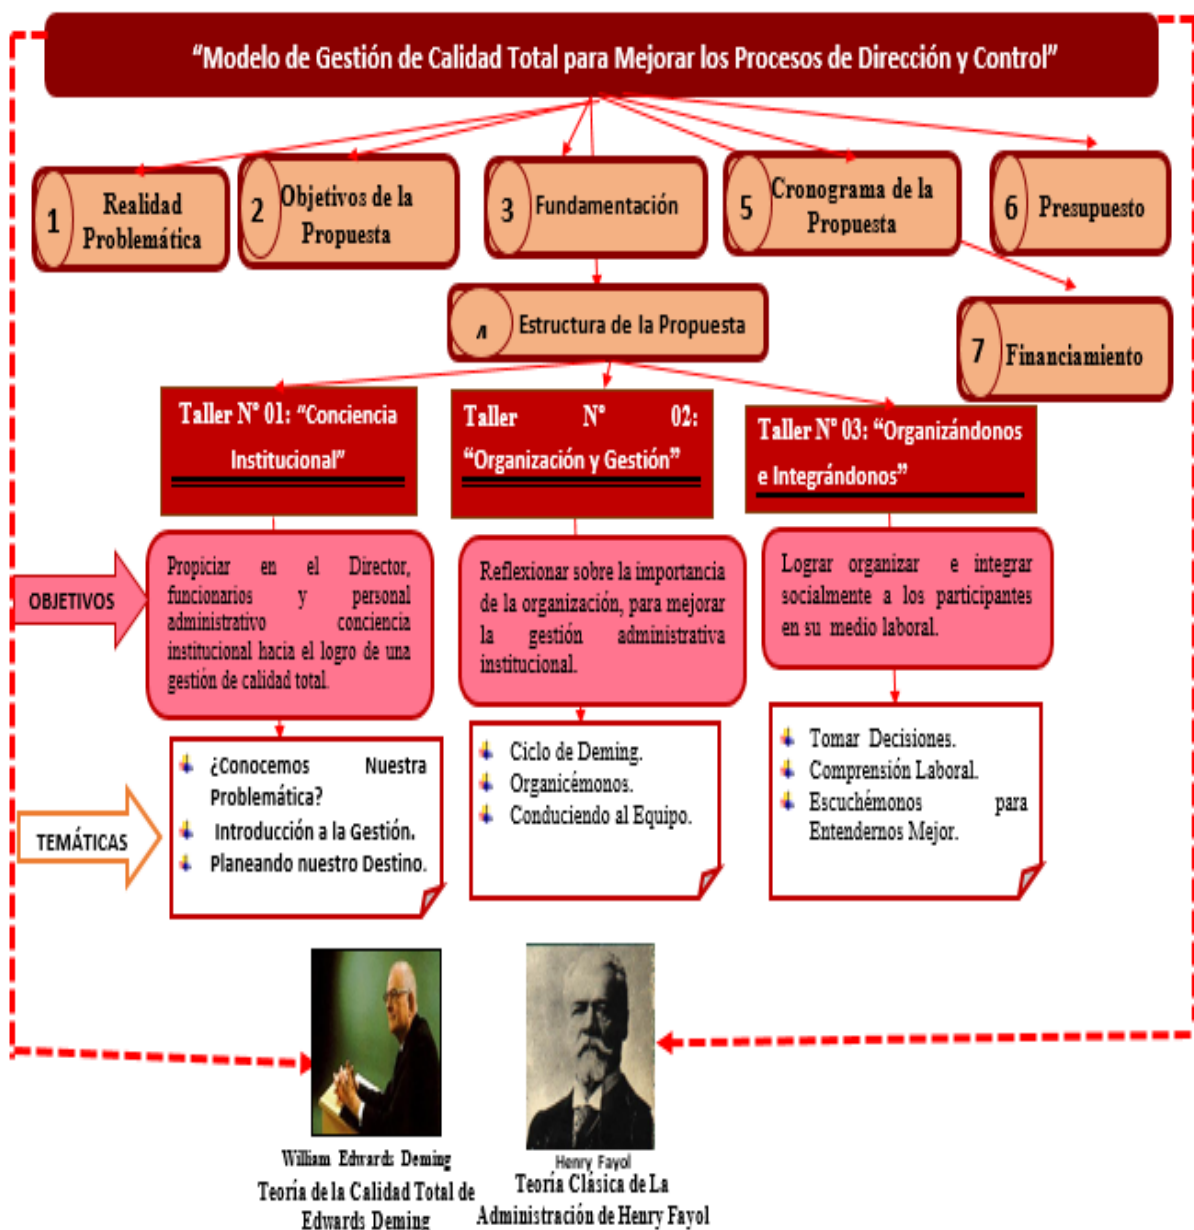 “Modelo de Gestión de Calidad Total para Mejorar los Procesos de Dirección y Control”
1
Realidad
Problemática
2
Objetivos de la
Propuesta
3
Fundamentación
5
Cronograma de la
Propuesta
6
Presupuesto
4
Estructura de la Propuesta
7
Financiamiento
Taller N° 01: “Conciencia
Institucional”
Taller N° 02:
“Organización y Gestión”
Taller N° 03: “Organizándonos
e Integrándonos”
OBJETIVOS
Propiciar en el Director,
funcionarios y personal
administrativo conciencia
institucional hacia el logro de una
gestión de calidad total.
Reflexionar sobre la importancia
de la organización, para mejorar
la gestión administrativa
institucional.
Lograr organizar e integrar
socialmente a los participantes
en su medio laboral.
TEMÁTICAS
¿Conocemos Nuestra
Problemática?
Introducción a la Gestión.
Planeando nuestro Destino.
Ciclo de Deming.
Organicémonos.
Conduciendo al Equipo.
Tomar Decisiones.
Comprensión Laboral.
Escuchémonos para
Entendernos Mejor.
William Edwards Deming
Teoría de la Calidad Total de
Edwards Deming
Henry Fayol
Teoría Clásica de La
Administración de Henry Fayol